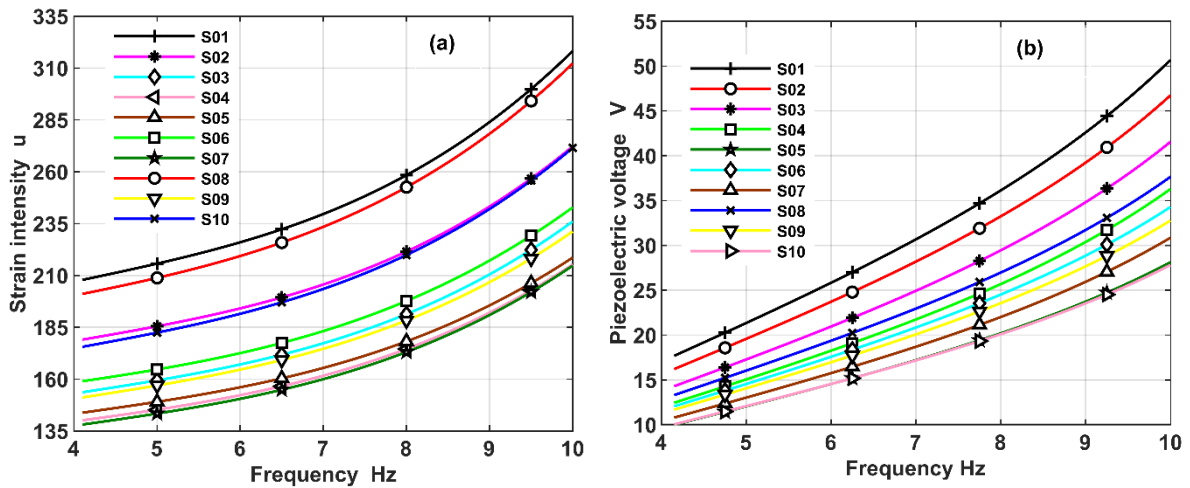 (a)
Strain intensity u
335
310
285
260
235
210
185
160
135
S01
S02
S03
S04
S05
S06
S07
S08
S09
S10
4 5 6 7 8 9 10
Frequency Hz
(b)
Piezoelectric voltage V
55
50
45
40
35
30
25
20
15
10
S01
S02
S03
S04
S05
S06
S07
S08
S09
S10
4 5 6 7 8 9 10
Frequency Hz